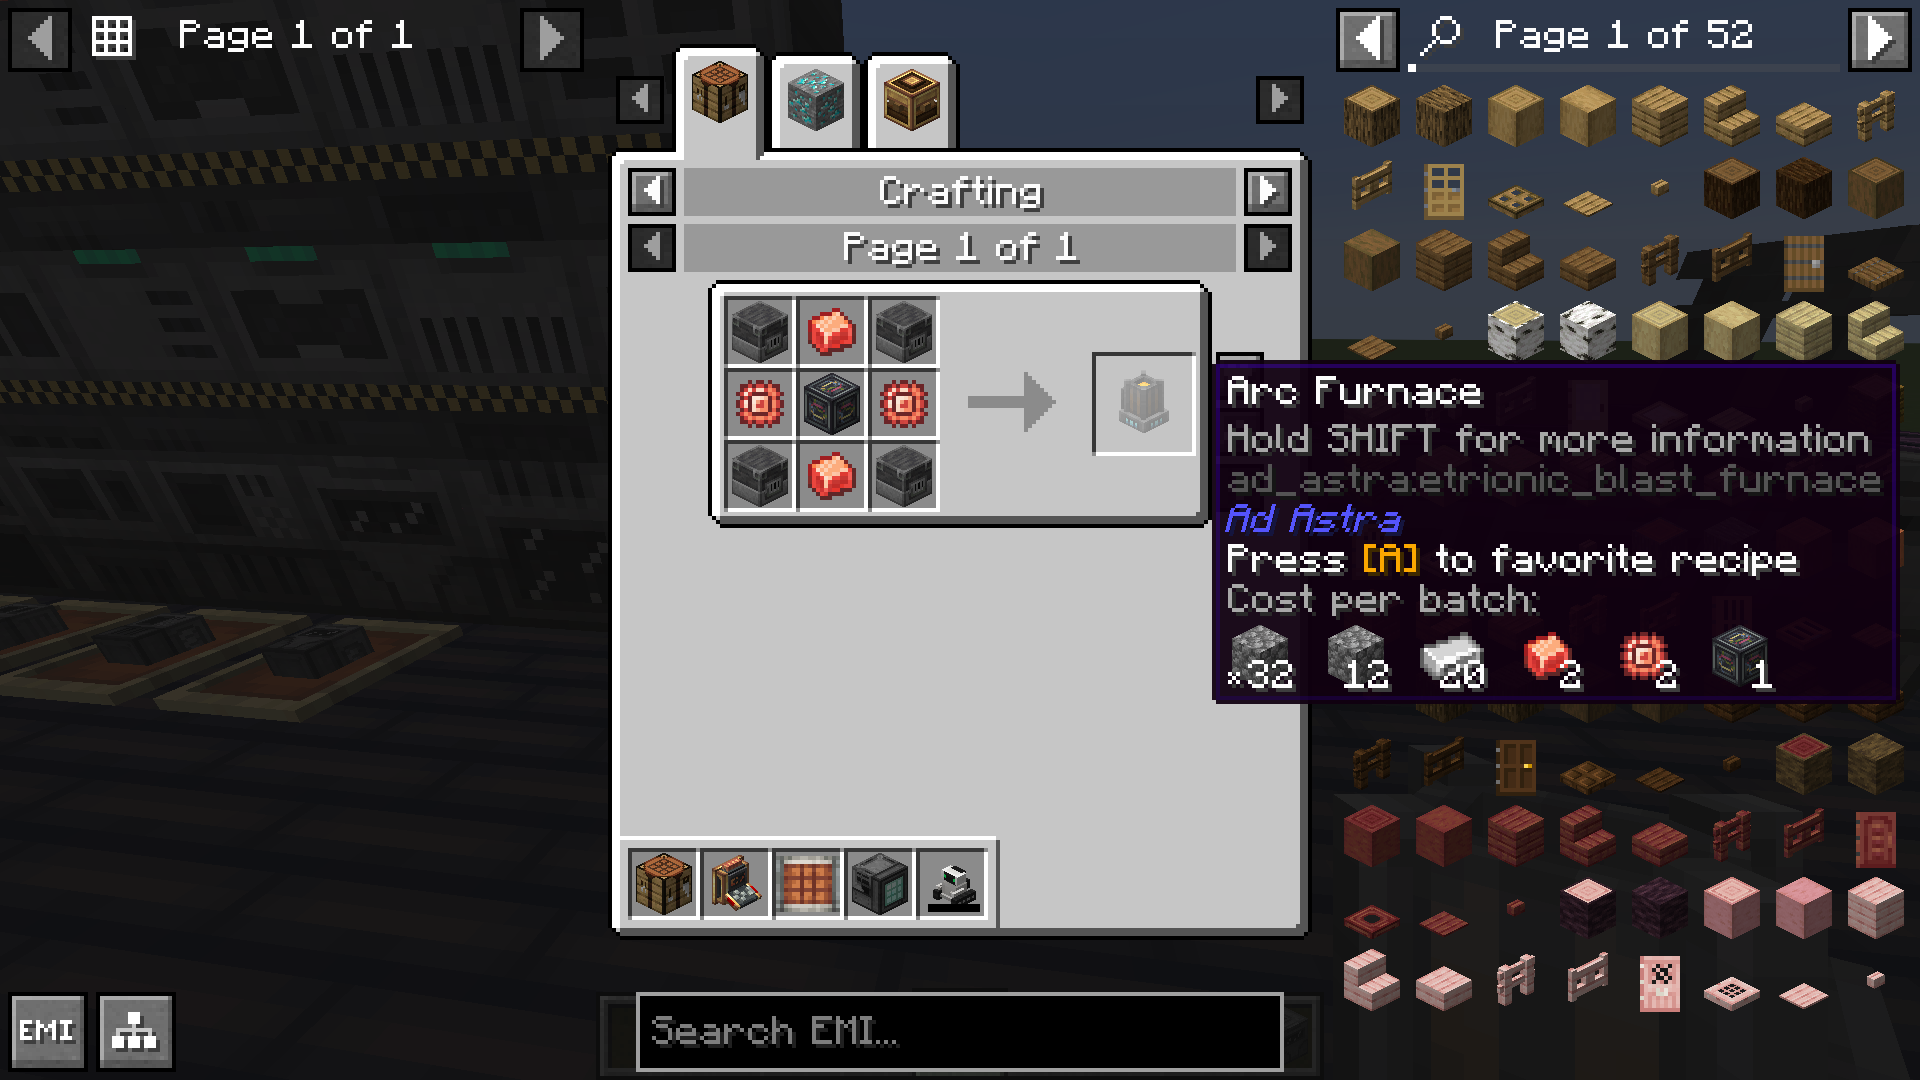 Page 1 of 1
Page 1 of 52
Crafting
Page 1 of 1
Arc Furnace
Hold SHIFT for more information
ad_astra:etrionic_blast_furnace
Ad Astra
Press [A] to favorite recipe
Cost per batch:
×32 12 20 2 2 1
EMI
Search EMI...